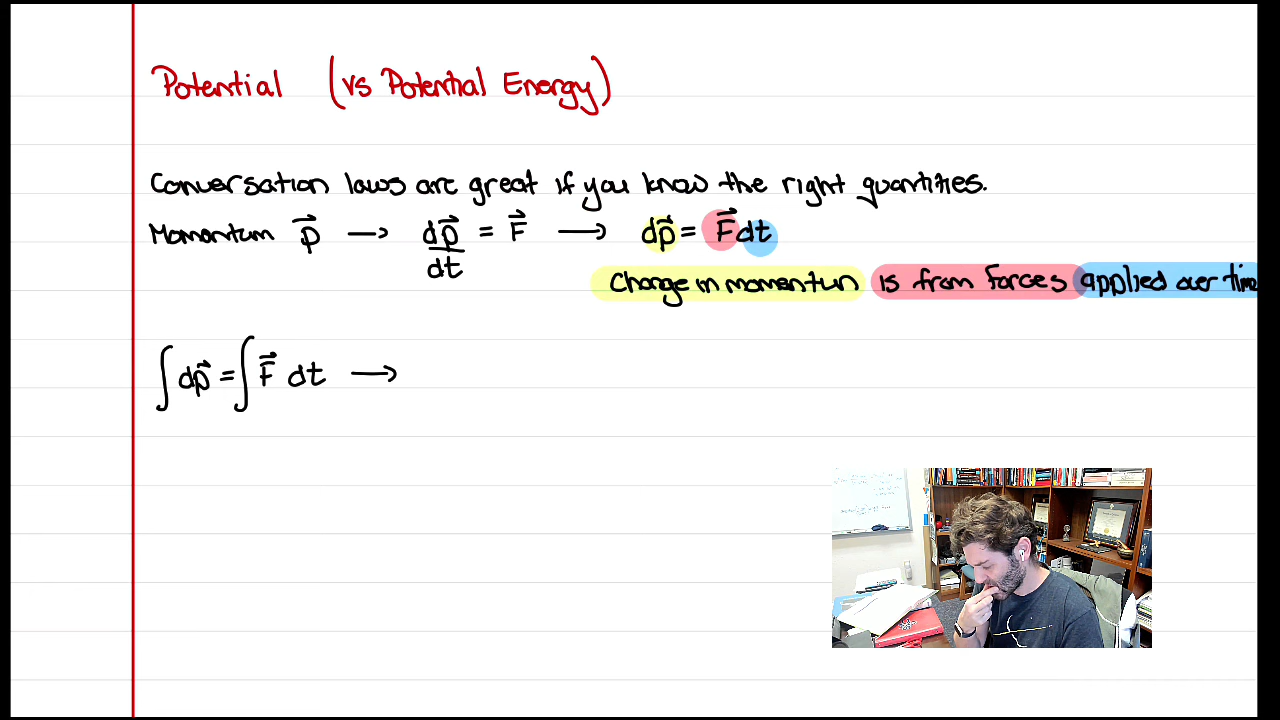 Potential (vs Potential Energy)
Conversation laws are great if you know the right quantities.
Momentum p⃗ → dp⃗/dt = F⃗ → dp⃗ = F⃗dt
Change in momentum is from forces applied over time
∫dp⃗ = ∫F⃗ dt →